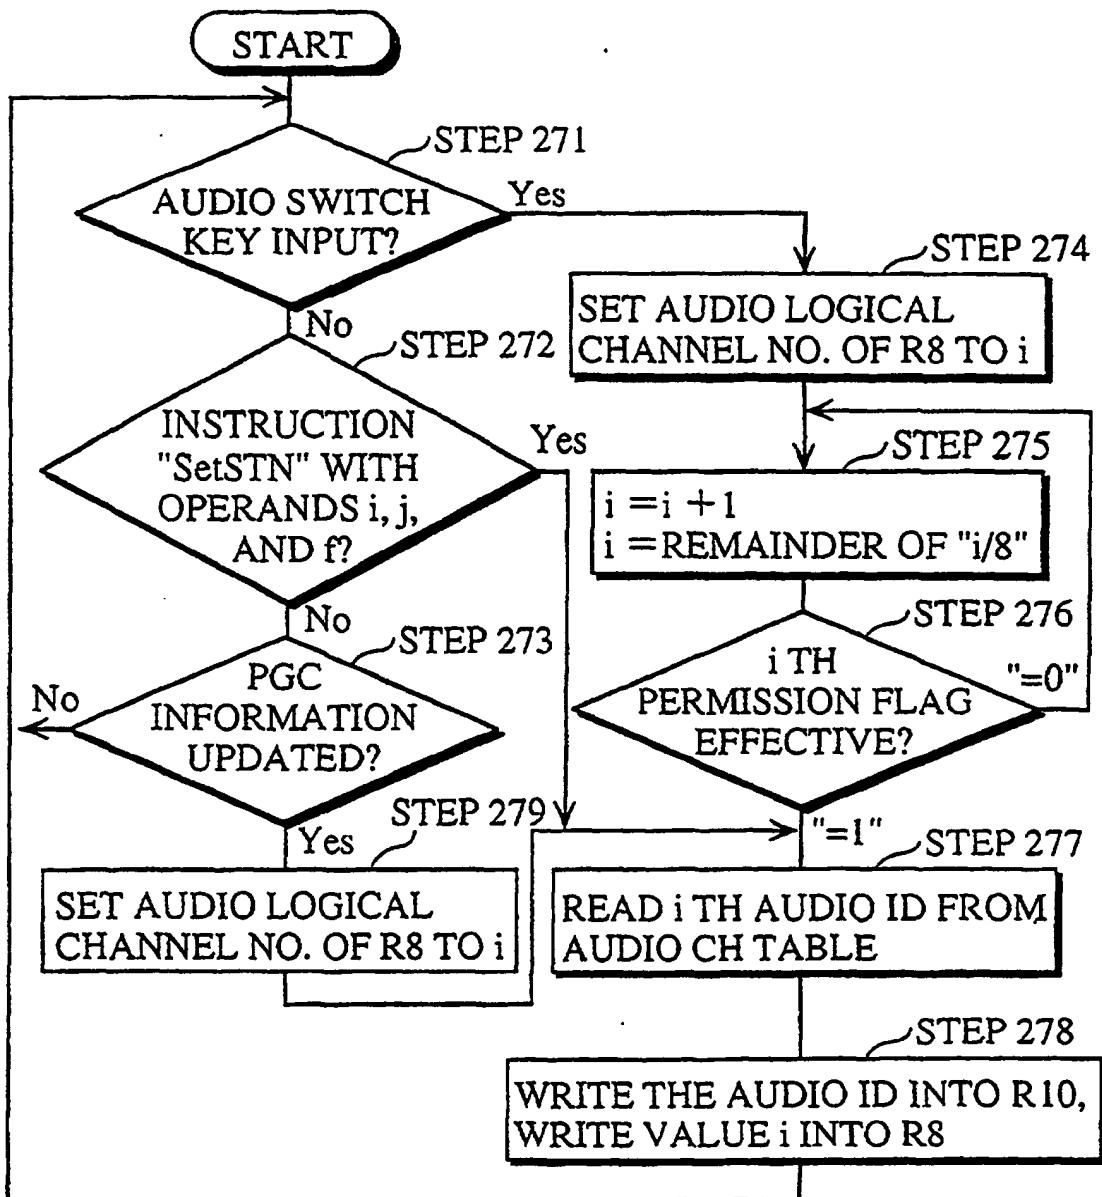 START
STEP 271
AUDIO SWITCH
KEY INPUT?
Yes
No
STEP 274
SET AUDIO LOGICAL
CHANNEL NO. OF R8 TO i
STEP 272
INSTRUCTION
"SetSTN" WITH
OPERANDS i, j,
AND f?
Yes
No
STEP 275
i =i +1
i =REMAINDER OF "i/8"
STEP 273
PGC
INFORMATION
UPDATED?
No
Yes
STEP 276
i TH
PERMISSION FLAG
EFFECTIVE?
"=0"
"=1"
STEP 279
SET AUDIO LOGICAL
CHANNEL NO. OF R8 TO i
STEP 277
READ i TH AUDIO ID FROM
AUDIO CH TABLE
STEP 278
WRITE THE AUDIO ID INTO R10,
WRITE VALUE i INTO R8